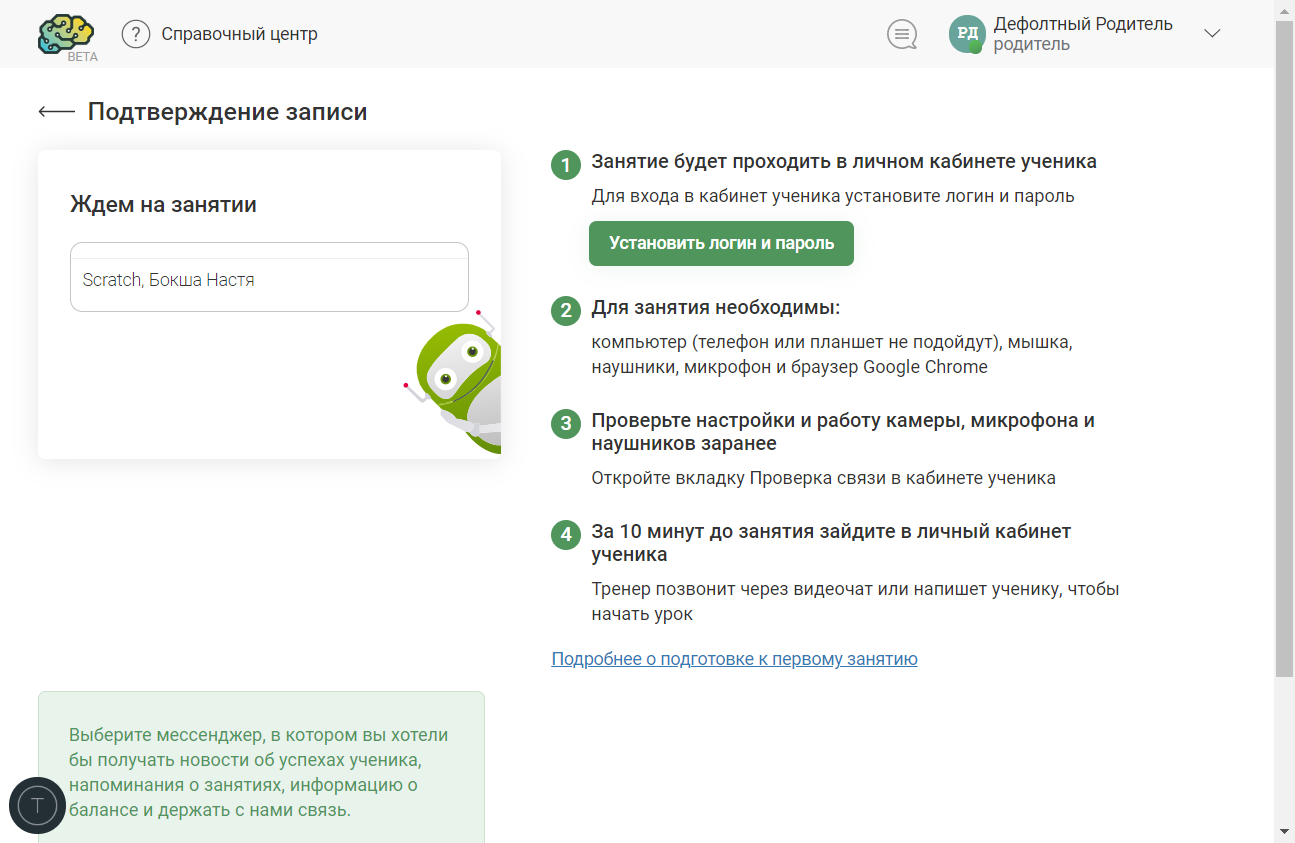 BETA
?
Справочный центр
РД
Дефолтный Родитель
родитель
Подтверждение записи
Ждем на занятии
Scratch, Бокша Настя
1
Занятие будет проходить в личном кабинете ученика
Для входа в кабинет ученика установите логин и пароль
Установить логин и пароль
2
Для занятия необходимы:
компьютер (телефон или планшет не подойдут), мышка,
наушники, микрофон и браузер Google Chrome
3
Проверьте настройки и работу камеры, микрофона и
наушников заранее
Откройте вкладку Проверка связи в кабинете ученика
4
За 10 минут до занятия зайдите в личный кабинет
ученика
Тренер позвонит через видеочат или напишет ученику, чтобы
начать урок
Подробнее о подготовке к первому занятию
Выберите мессенджер, в котором вы хотели
бы получать новости об успехах ученика,
напоминания о занятиях, информацию о
балансе и держать с нами связь.
T